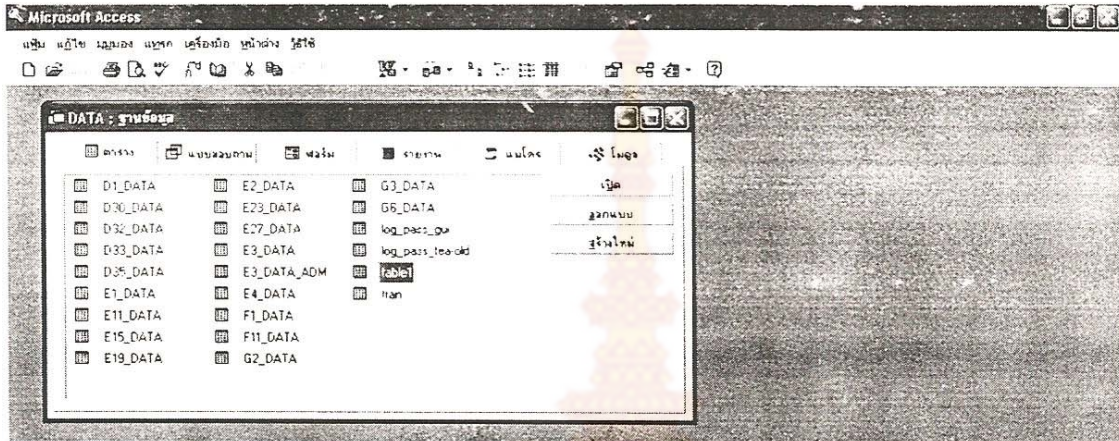 Microsoft Access
แฟ้ม แก้ไข มุมมอง แทรก เครื่องมือ หน้าต่าง วิธีใช้
DATA : ฐานข้อมูล
ตาราง แบบสอบถาม ฟอร์ม รายงาน แมโคร โมดูล
D1_DATA E2_DATA G3_DATA เปิด
D30_DATA E23_DATA G6_DATA ออกแบบ
D32_DATA E27_DATA log_pass_gui สร้างใหม่
D33_DATA E3_DATA log_pass_tea-old
D35_DATA E3_DATA_ADM table1
E1_DATA E4_DATA tran
E11_DATA F1_DATA
E15_DATA F11_DATA
E19_DATA G2_DATA